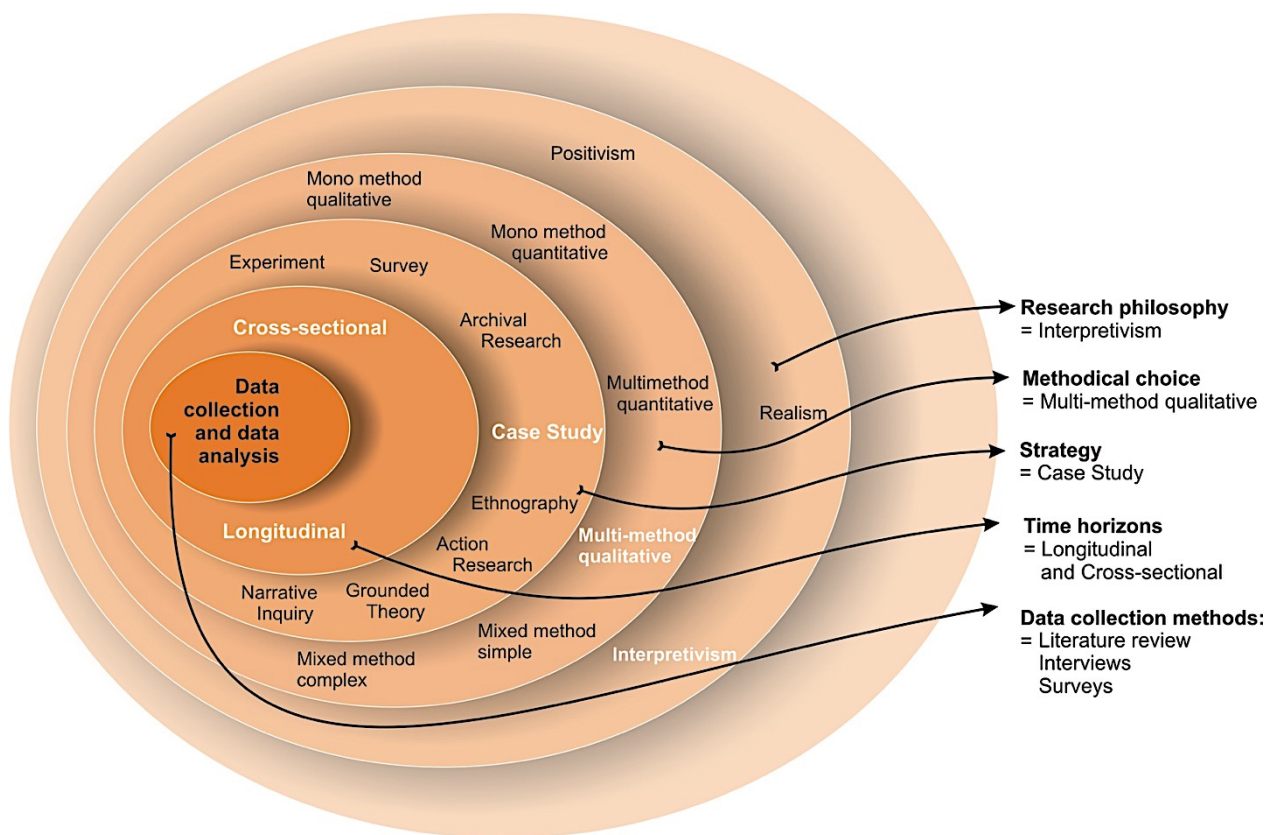 Positivism
Mono method
qualitative
Mono method
quantitative
Experiment
Survey
Cross-sectional
Archival
Research
Data
collection
and data
analysis
Multimethod
quantitative
Realism
Case Study
Ethnography
Longitudinal
Action
Research
Multi-method
qualitative
Narrative
Inquiry
Grounded
Theory
Mixed method
simple
Mixed method
complex
Interpretivism
Research philosophy
= Interpretivism
Methodical choice
= Multi-method qualitative
Strategy
= Case Study
Time horizons
= Longitudinal
and Cross-sectional
Data collection methods:
= Literature review
Interviews
Surveys